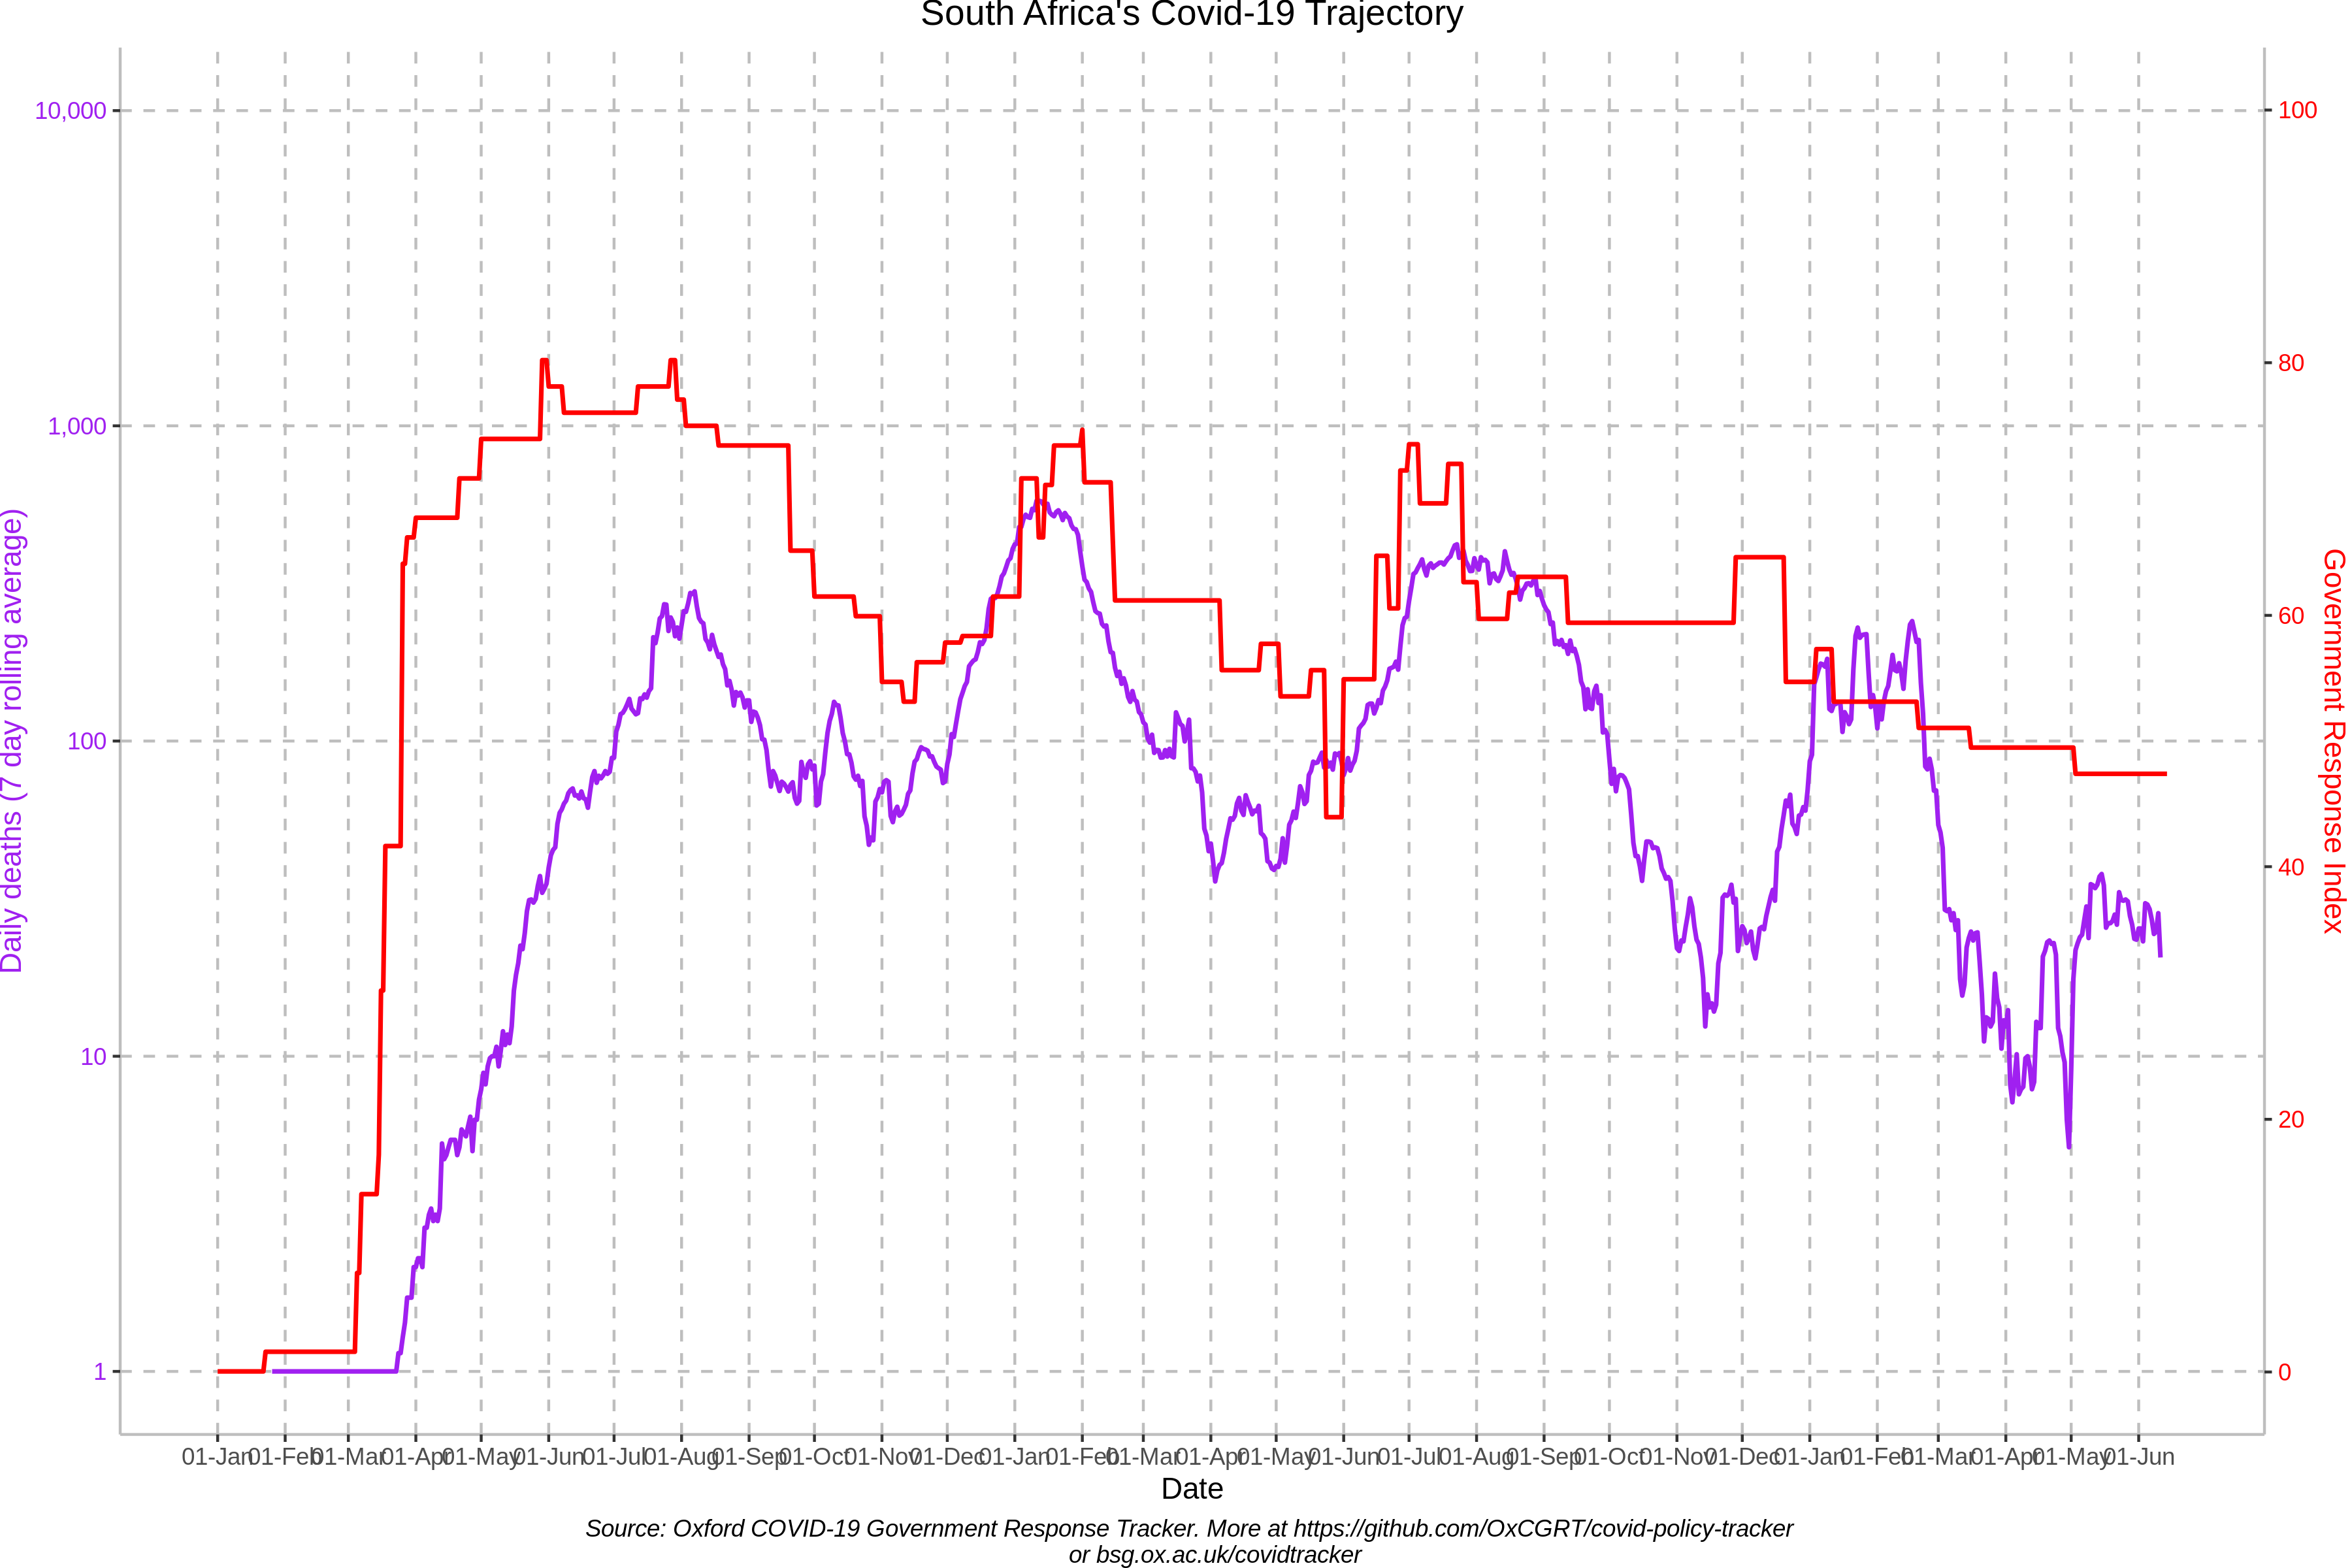 South Africa's Covid-19 Trajectory
10,000
1,000
100
10
1
Daily deaths (7 day rolling average)
100
80
60
40
20
0
Government Response Index
01-Jan 01-Feb 01-Mar 01-Apr 01-May 01-Jun 01-Jul 01-Aug 01-Sep 01-Oct 01-Nov 01-Dec 01-Jan 01-Feb 01-Mar 01-Apr 01-May 01-Jun 01-Jul 01-Aug 01-Sep 01-Oct 01-Nov 01-Dec 01-Jan 01-Feb 01-Mar 01-Apr 01-May 01-Jun
Date
Source: Oxford COVID-19 Government Response Tracker. More at https://github.com/OxCGRT/covid-policy-tracker
or bsg.ox.ac.uk/covidtracker